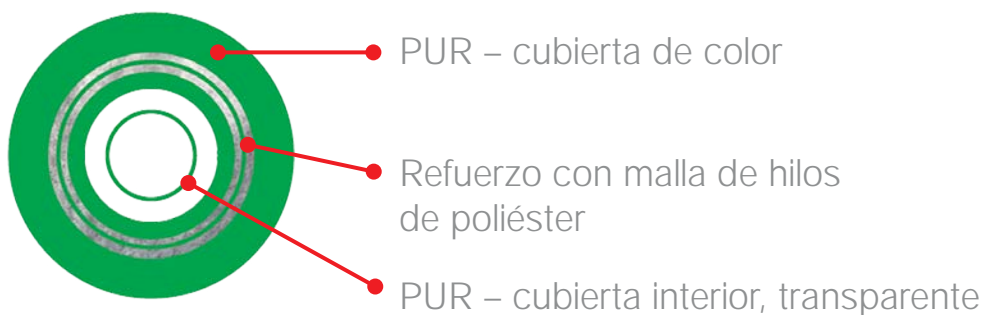 PUR – cubierta de color
Refuerzo con malla de hilos
de poliéster
PUR – cubierta interior, transparente